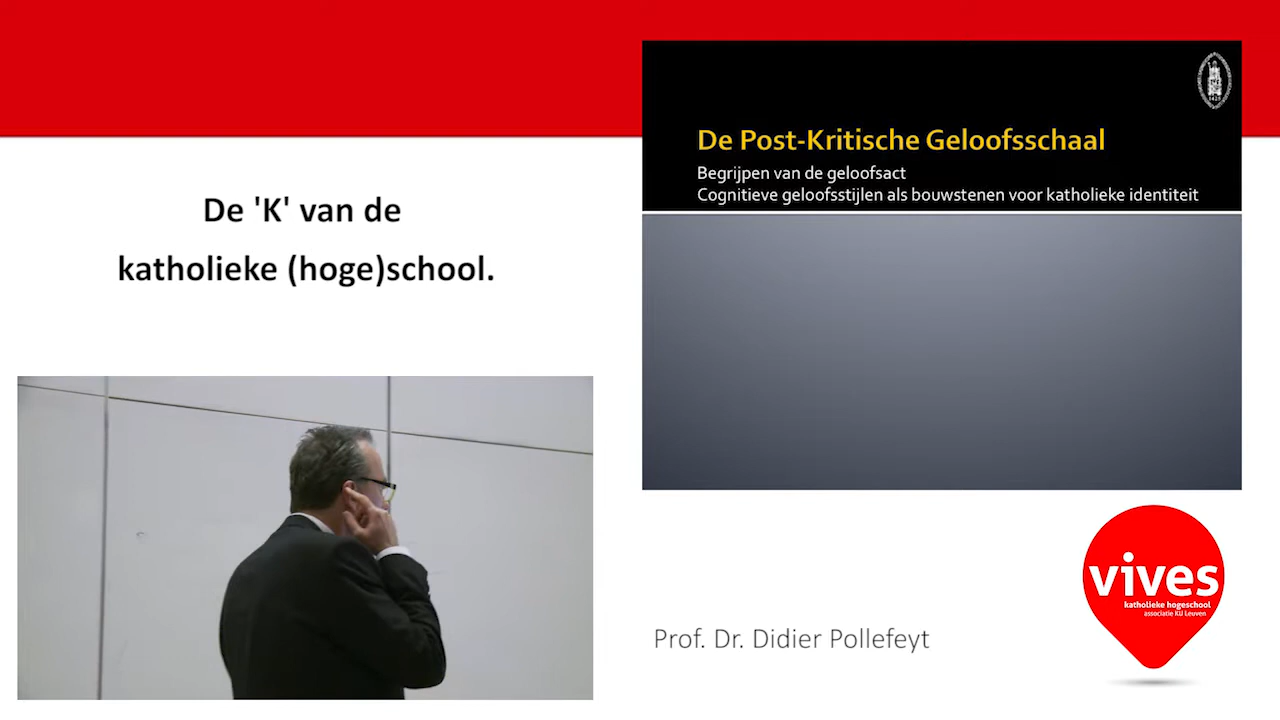 De 'K' van de
katholieke (hoge)school.
De Post-Kritische Geloofsschaal
Begrijpen van de geloofsact
Cognitieve geloofsstijlen als bouwstenen voor katholieke identiteit
1425
Prof. Dr. Didier Pollefeyt
vives
katholieke hogeschool
associatie KU Leuven